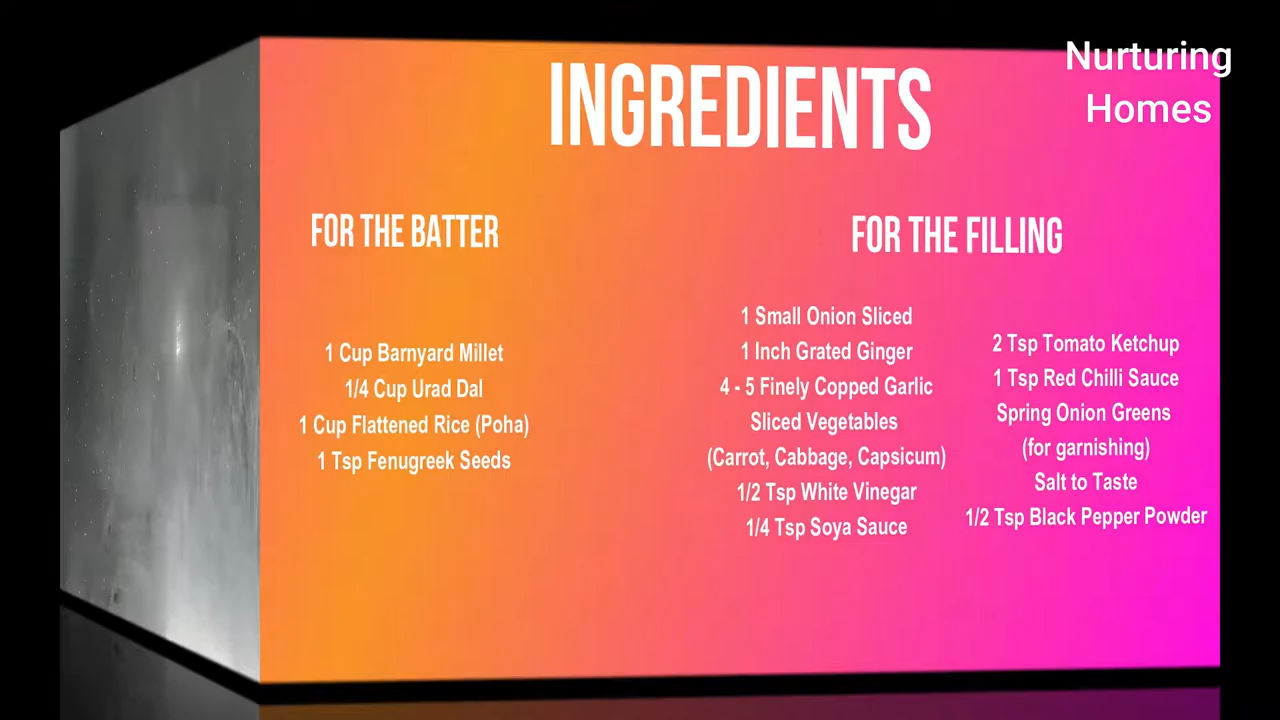 Nurturing
Homes
INGREDIENTS
FOR THE BATTER
1 Cup Barnyard Millet
1/4 Cup Urad Dal
1 Cup Flattened Rice (Poha)
1 Tsp Fenugreek Seeds
FOR THE FILLING
1 Small Onion Sliced
1 Inch Grated Ginger
4 - 5 Finely Copped Garlic
Sliced Vegetables
(Carrot, Cabbage, Capsicum)
1/2 Tsp White Vinegar
1/4 Tsp Soya Sauce
2 Tsp Tomato Ketchup
1 Tsp Red Chilli Sauce
Spring Onion Greens
(for garnishing)
Salt to Taste
1/2 Tsp Black Pepper Powder